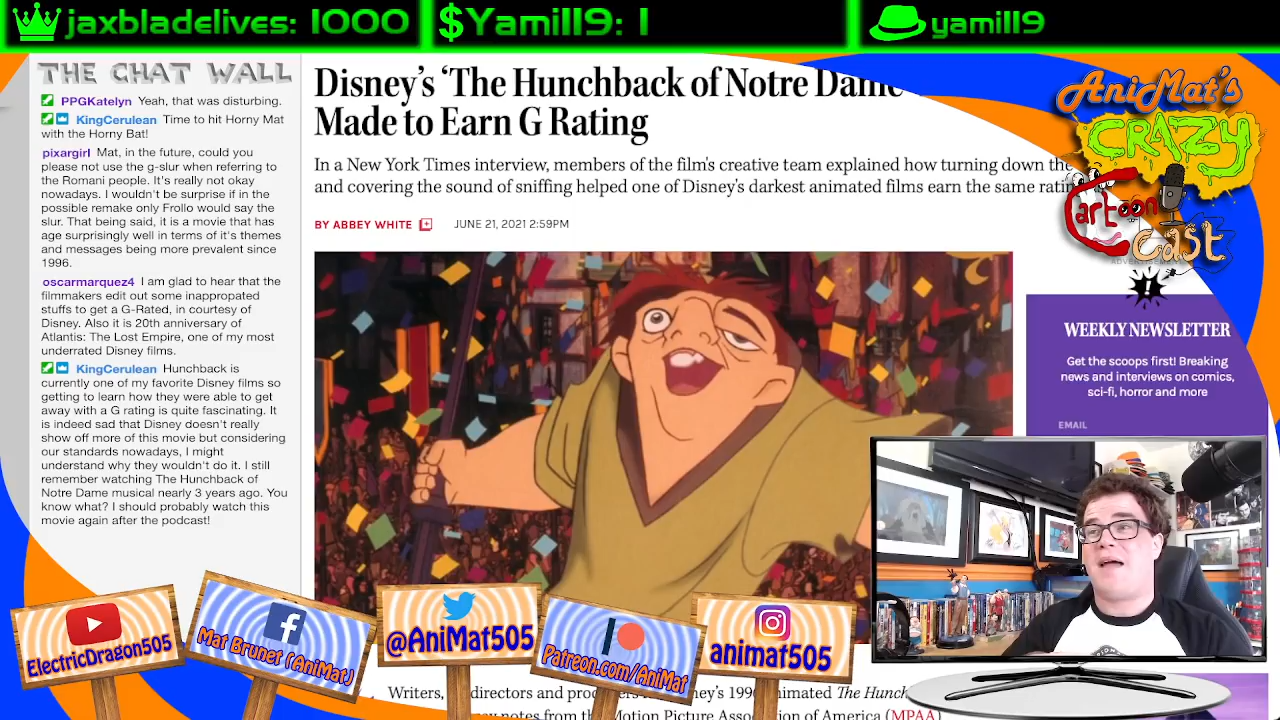 jaxbladelives: 1000
$Yamill9: 1
yamill9
THE CHAT WALL
PPGKatelyn Yeah, that was disturbing.
KingCerulean Time to hit Horny Mat
with the Horny Bat!
pixargirl Mat, in the future, could you
please not use the g-slur when referring to
the Romani people. It's really not okay
nowadays. I wouldn't be surprise if in the
possible remake only Frollo would say the
slur. That being said, it is a movie that has
age surprisingly well in terms of it's themes
and messages being more prevalent since
1996.
oscarmarquez4 I am glad to hear that the
filmmakers edit out some inappopated
stuffs to get a G-Rated, in courtesy of
Disney. Also it is 20th anniversary of
Atlantis: The Lost Empire, one of my most
underrated Disney films.
KingCerulean Hunchback is
currently one of my favorite Disney films so
getting to learn how they were able to get
away with a G rating is quite fascinating. It
is indeed sad that Disney doesn't really
show off more of this movie but considering
our standards nowadays, I might
understand why they wouldn't do it. I still
remember watching The Hunchback of
Notre Dame musical nearly 3 years ago. You
know what? I should probably watch this
movie again after the podcast!
Disney's 'The Hunchback of Notre Dame
Made to Earn G Rating
In a New York Times interview, members of the film's creative team explained how turning down the
and covering the sound of sniffing helped one of Disney's darkest animated films earn the same
BY ABBEY WHITE
JUNE 21, 2021 2:59PM
AniMat's
CRAZY
Cartoon
Cast
!
WEEKLY NEWSLETTER
Get the scoops first! Breaking
news and interviews on comics,
sci-fi, horror and more
EMAIL
ElectricDragon505
Mat Brunet (AniMat)
@AniMat505
Patreon.com/AniMat
animat505
Writers, directors and
1996 animated The
notes from Motion Picture Association of America (MPAA)